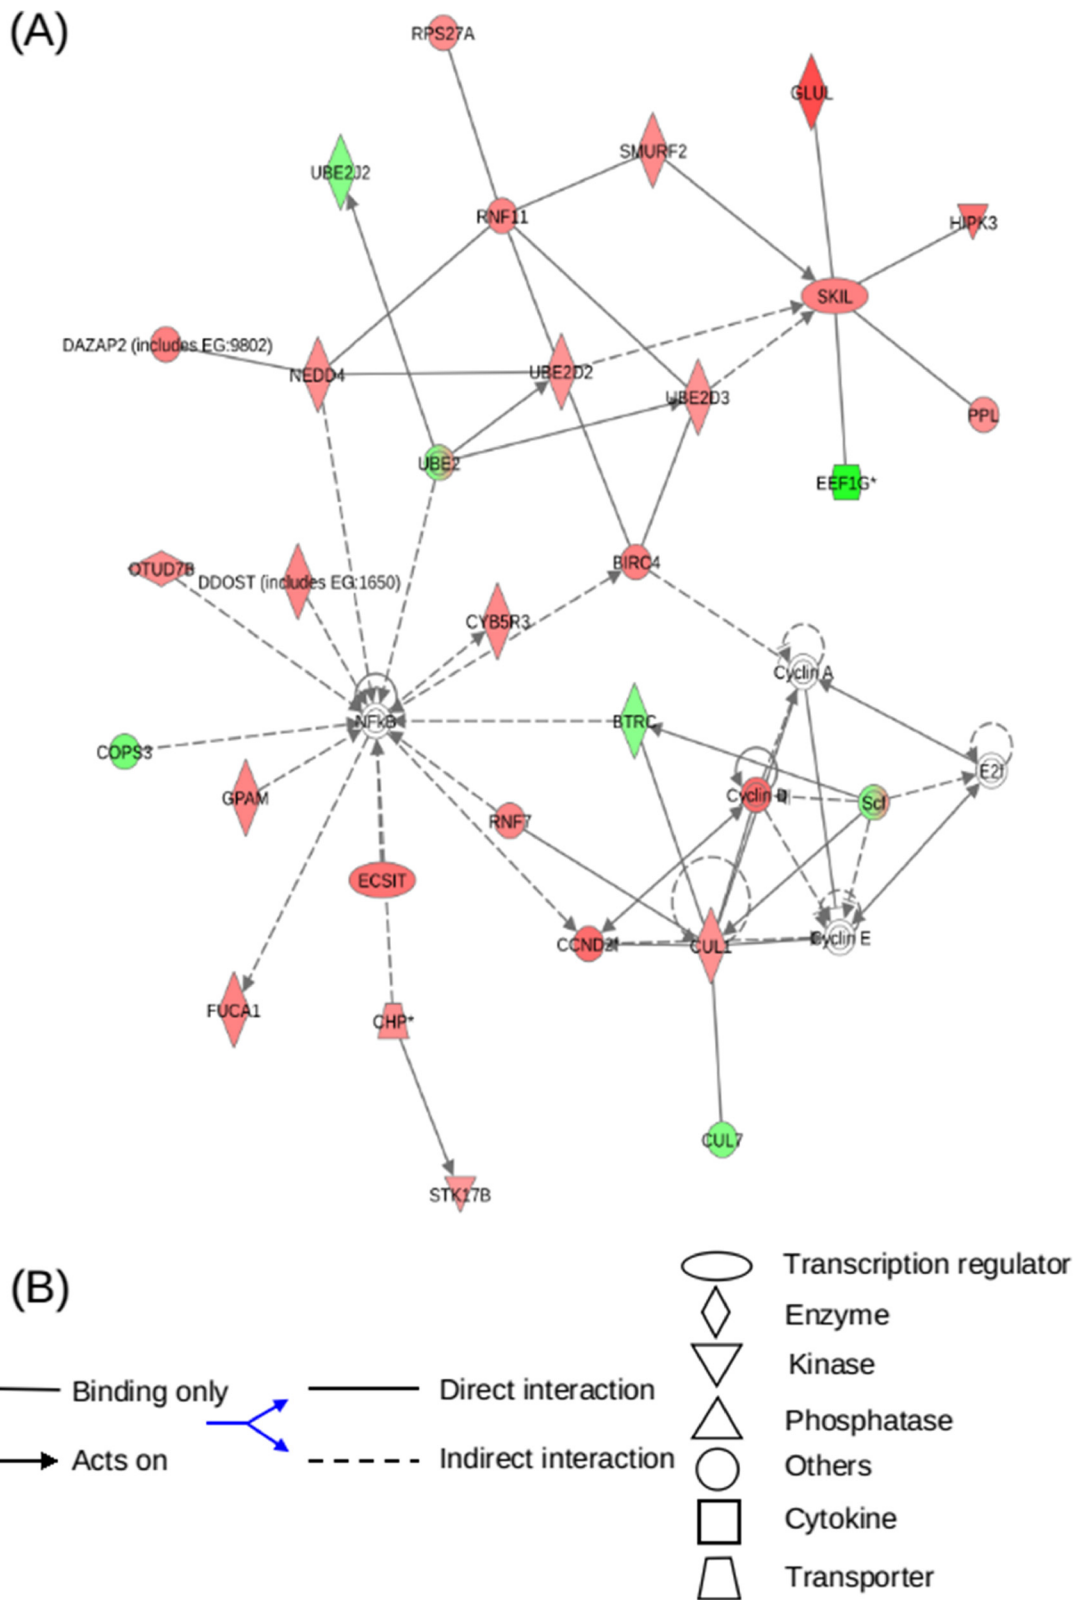 (A)
RPS27A
GLUL
SMURF2
UBE2J2
RNF11
HIPK3
SKIL
DAZAP2 (includes EG:9802)
NEDD4
UBE2D2
UBE2D3
PPL
UBE2
EEF1G*
BIRC4
OTUD7B
DDOST (includes EG:1650)
CYB5R3
Cyclin A
NFkB
BTRC
COPS3
E2f
GPAM
Cyclin D
Scf
RNF7
ECSIT
CCND2*
CUL1
Cyclin E
FUCA1
CHP*
CUL7
STK17B
(B)
Transcription regulator
Enzyme
Kinase
Binding only
Direct interaction
Phosphatase
Acts on
Indirect interaction
Others
Cytokine
Transporter